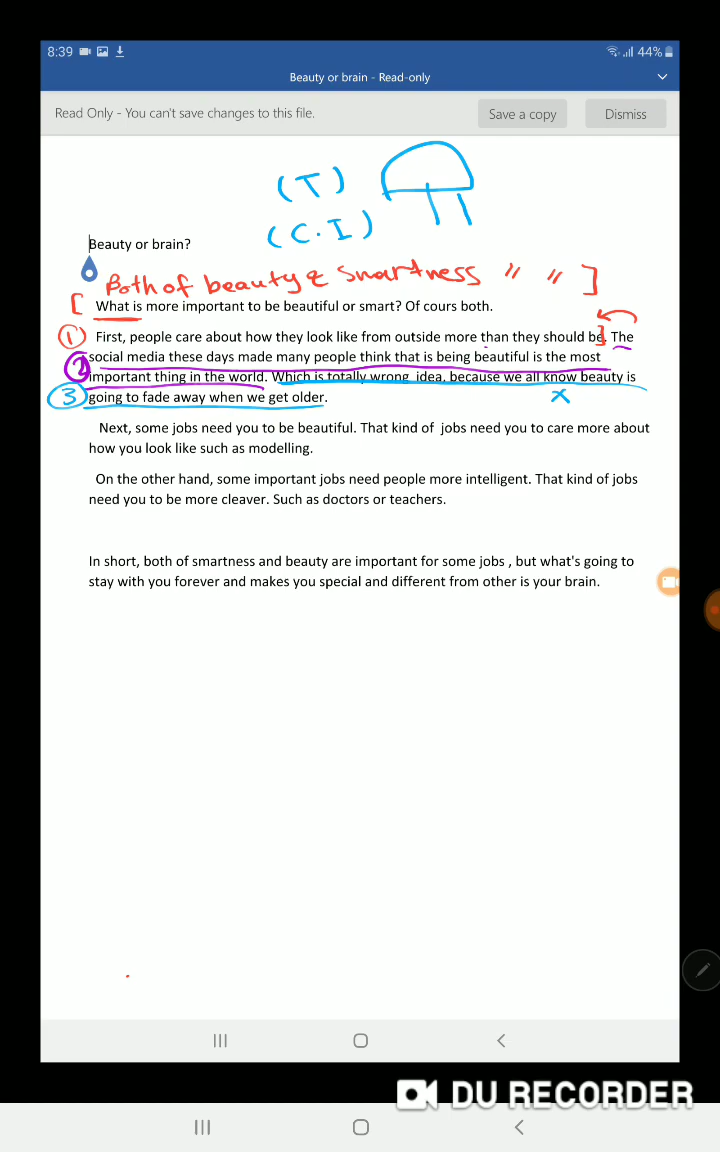 8:39 44%
Beauty or brain - Read-only
Read Only - You can't save changes to this file. Save a copy Dismiss
(T)
(C.I)
Beauty or brain?
Both of beauty & smartness " "]
[ What is more important to be beautiful or smart? Of cours both.
1 First, people care about how they look like from outside more than they should be. The
2 social media these days made many people think that is being beautiful is the most
important thing in the world. Which is totally wrong idea, because we all know beauty is
3 going to fade away when we get older. x
Next, some jobs need you to be beautiful. That kind of jobs need you to care more about
how you look like such as modelling.
On the other hand, some important jobs need people more intelligent. That kind of jobs
need you to be more cleaver. Such as doctors or teachers.
In short, both of smartness and beauty are important for some jobs , but what's going to
stay with you forever and makes you special and different from other is your brain.
DU RECORDER